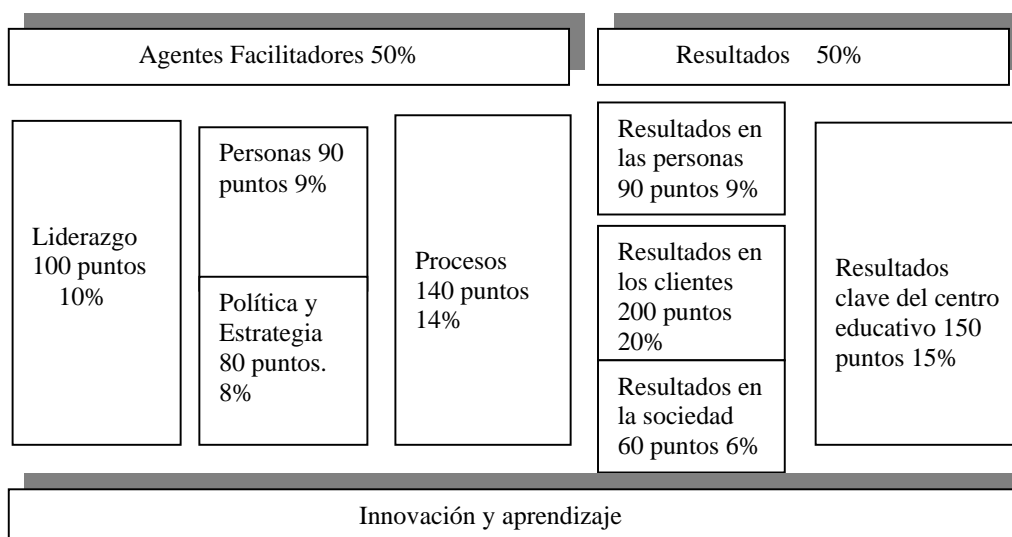 Agentes Facilitadores 50%
Resultados 50%
Liderazgo
100 puntos
10%
Personas 90
puntos 9%
Política y
Estrategia
80 puntos.
8%
Procesos
140 puntos
14%
Resultados en
las personas
90 puntos 9%
Resultados en
los clientes
200 puntos
20%
Resultados en
la sociedad
60 puntos 6%
Resultados
clave del centro
educativo 150
puntos 15%
Innovación y aprendizaje